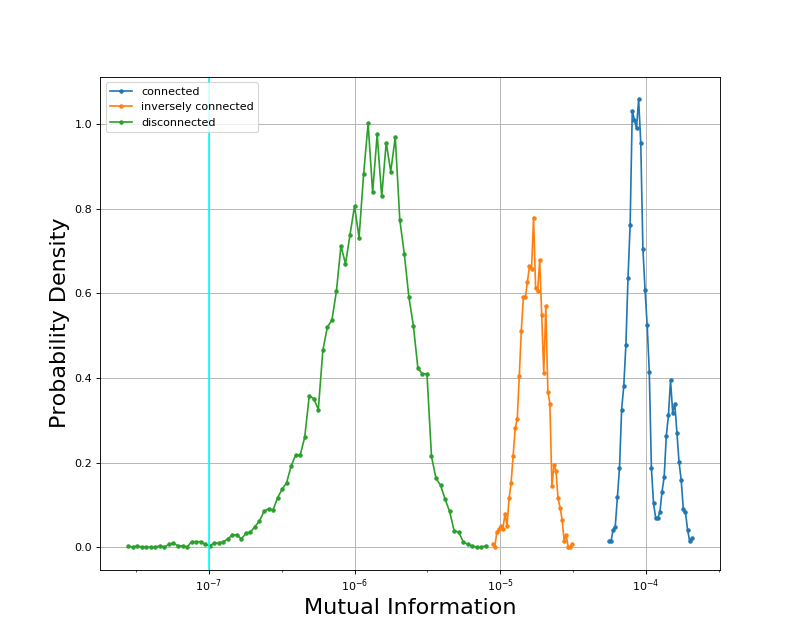 connected
inversely connected
disconnected
Probability Density
1.0
0.8
0.6
0.4
0.2
0.0
10⁻⁷
10⁻⁶
10⁻⁵
10⁻⁴
Mutual Information